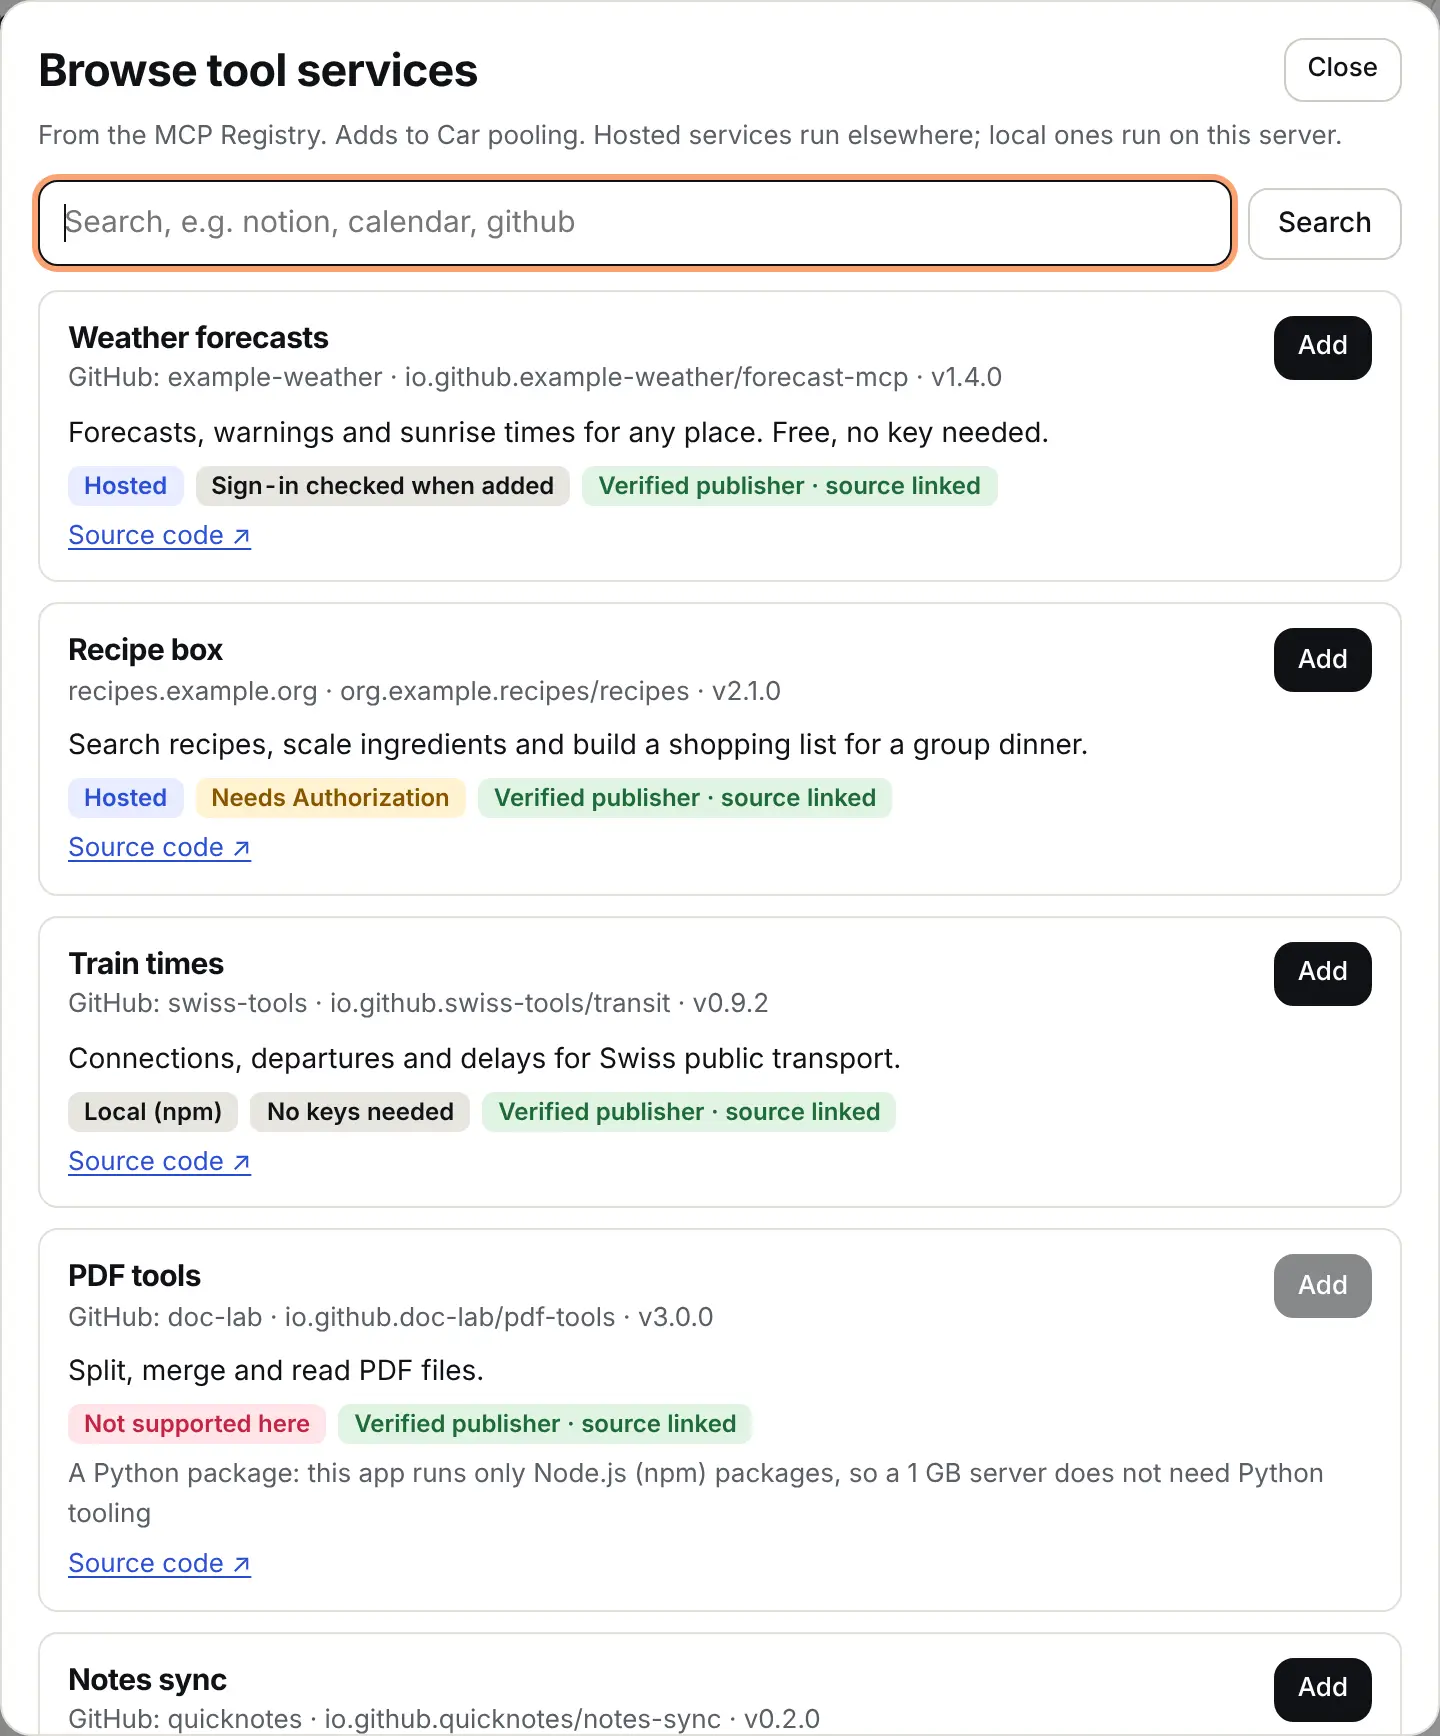 Browse tool services
Close
From the MCP Registry. Adds to Car pooling. Hosted services run elsewhere; local ones run on this server.
Search, e.g. notion, calendar, github
Search
Weather forecasts
Add
GitHub: example-weather · io.github.example-weather/forecast-mcp · v1.4.0
Forecasts, warnings and sunrise times for any place. Free, no key needed.
Hosted
Sign-in checked when added
Verified publisher · source linked
Source code ↗
Recipe box
Add
recipes.example.org · org.example.recipes/recipes · v2.1.0
Search recipes, scale ingredients and build a shopping list for a group dinner.
Hosted
Needs Authorization
Verified publisher · source linked
Source code ↗
Train times
Add
GitHub: swiss-tools · io.github.swiss-tools/transit · v0.9.2
Connections, departures and delays for Swiss public transport.
Local (npm)
No keys needed
Verified publisher · source linked
Source code ↗
PDF tools
Add
GitHub: doc-lab · io.github.doc-lab/pdf-tools · v3.0.0
Split, merge and read PDF files.
Not supported here
Verified publisher · source linked
A Python package: this app runs only Node.js (npm) packages, so a 1 GB server does not need Python
tooling
Source code ↗
Notes sync
Add
GitHub: quicknotes · io.github.quicknotes/notes-sync · v0.2.0